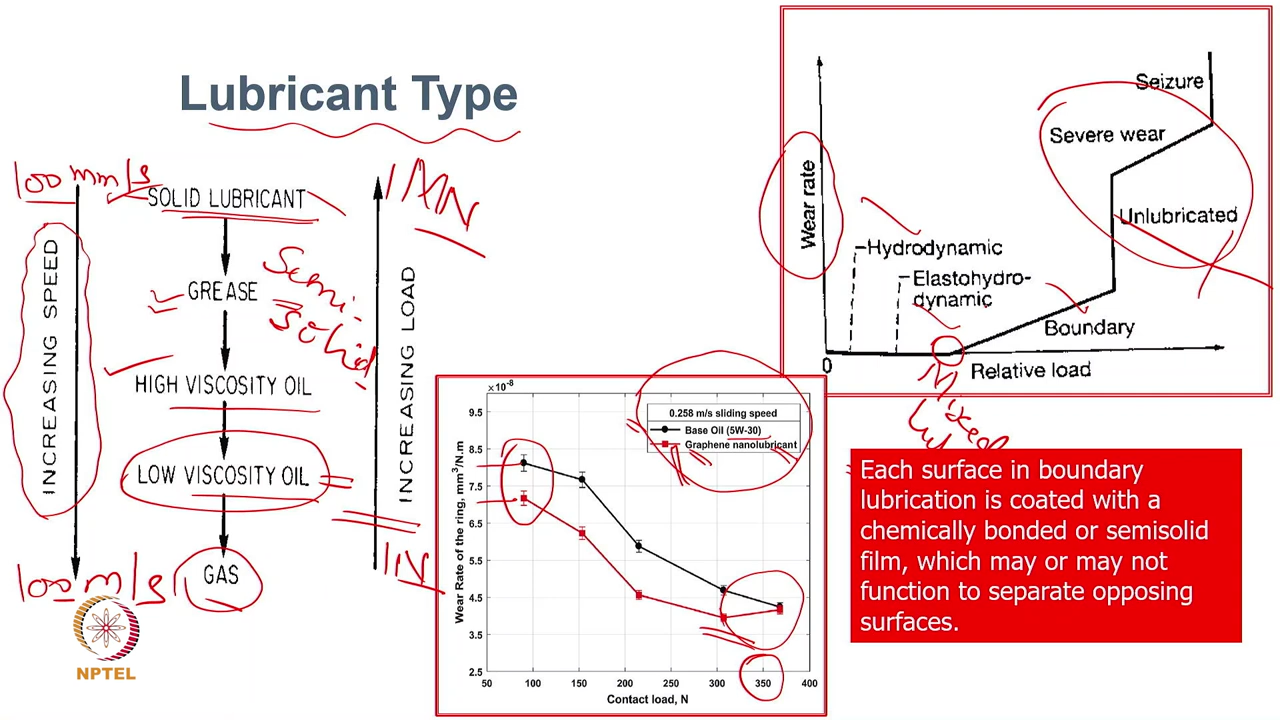 Lubricant Type
100 mm/s
SOLID LUBRICANT
1MN
INCREASING SPEED
GREASE
Semi-
solid
INCREASING LOAD
HIGH VISCOSITY OIL
LOW VISCOSITY OIL
GAS
100 m/s
1N
NPTEL
Seizure
Severe wear
Unlubricated
Wear rate
Hydrodynamic
Elastohydro-
dynamic
Boundary
0
Relative load
Mixed
×10⁻⁸
9.5
8.5
7.5
6.5
5.5
4.5
3.5
2.5
Wear Rate of the ring, mm³/N.m
0.258 m/s sliding speed
Base Oil (5W-30)
Graphene nanolubricant
50 100 150 200 250 300 350 400
Contact load, N
Each surface in boundary
lubrication is coated with a
chemically bonded or semisolid
film, which may or may not
function to separate opposing
surfaces.